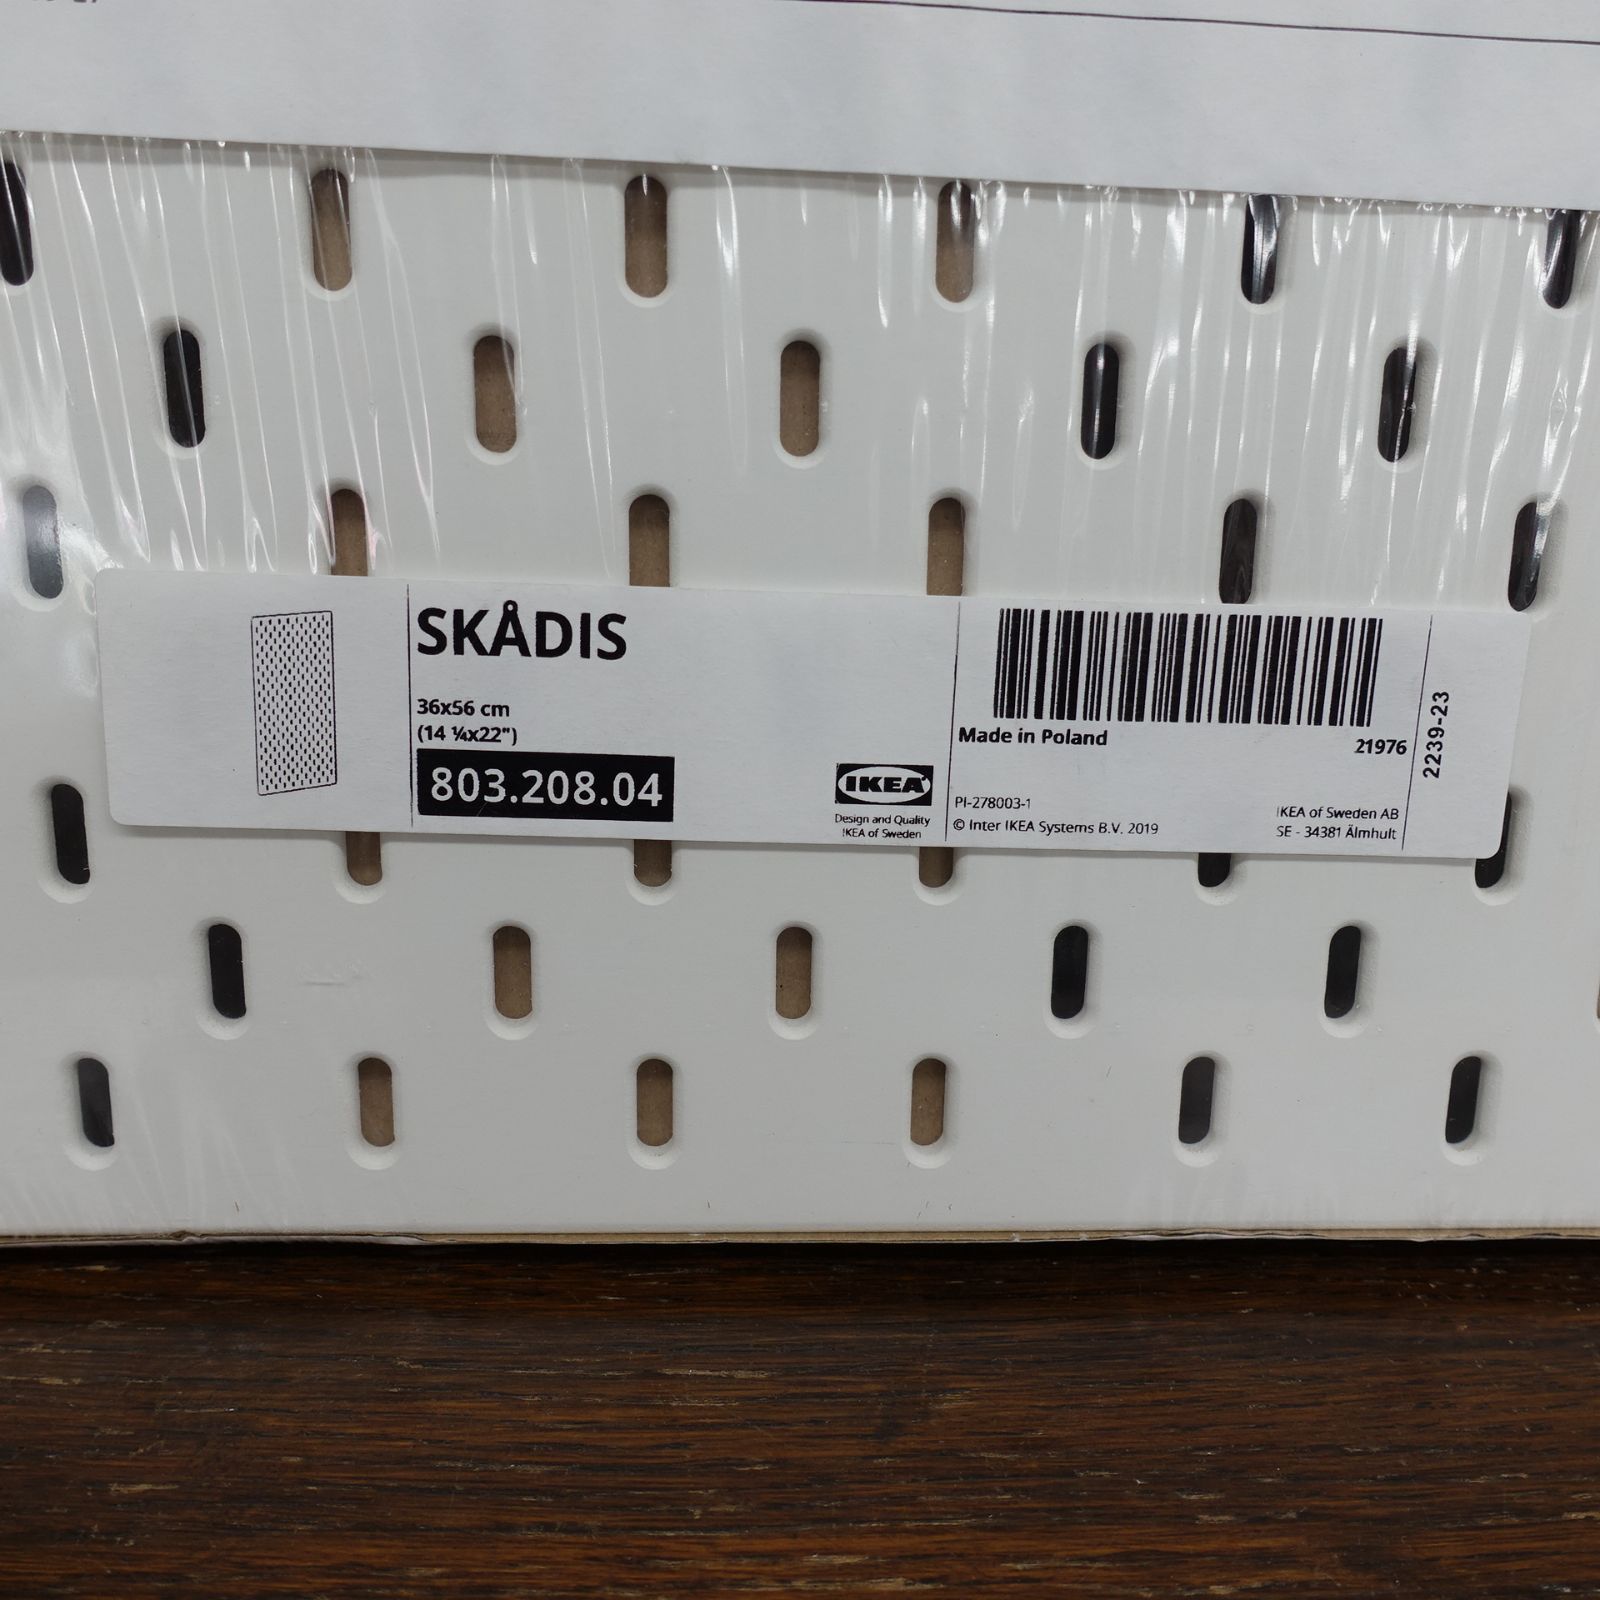 SKÅDIS
36x56 cm
(14 ¼x22")
803.208.04
IKEA
Design and Quality
IKEA of Sweden
Made in Poland
21976
PI-278003-1
© Inter IKEA Systems B.V. 2019
IKEA of Sweden AB
SE - 34381 Älmhult
2239-23